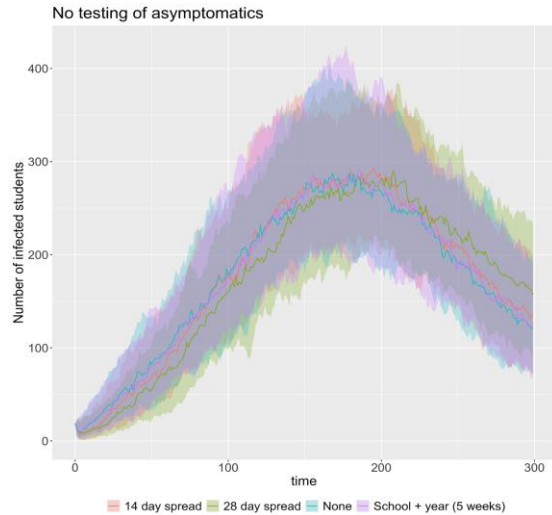 No testing of asymptomatics
Number of infected students
400
300
200
100
0
0 100 200 300
time
14 day spread 28 day spread None School + year (5 weeks)